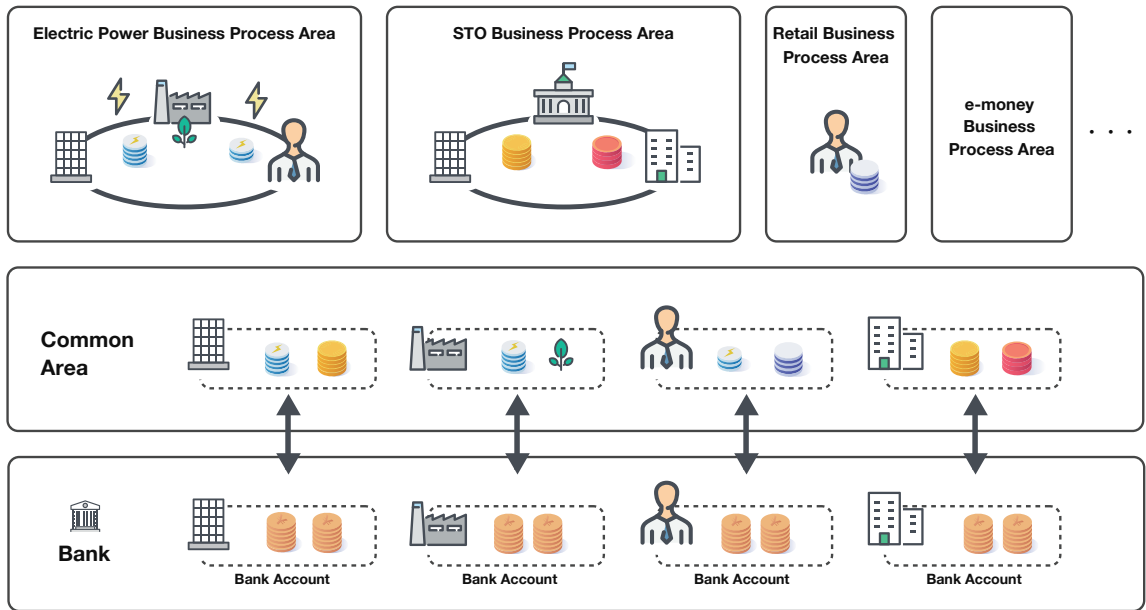 Electric Power Business Process Area
STO Business Process Area
Retail Business
Process Area
e-money
Business
Process Area
. . .
Common
Area
Bank
Bank Account
Bank Account
Bank Account
Bank Account